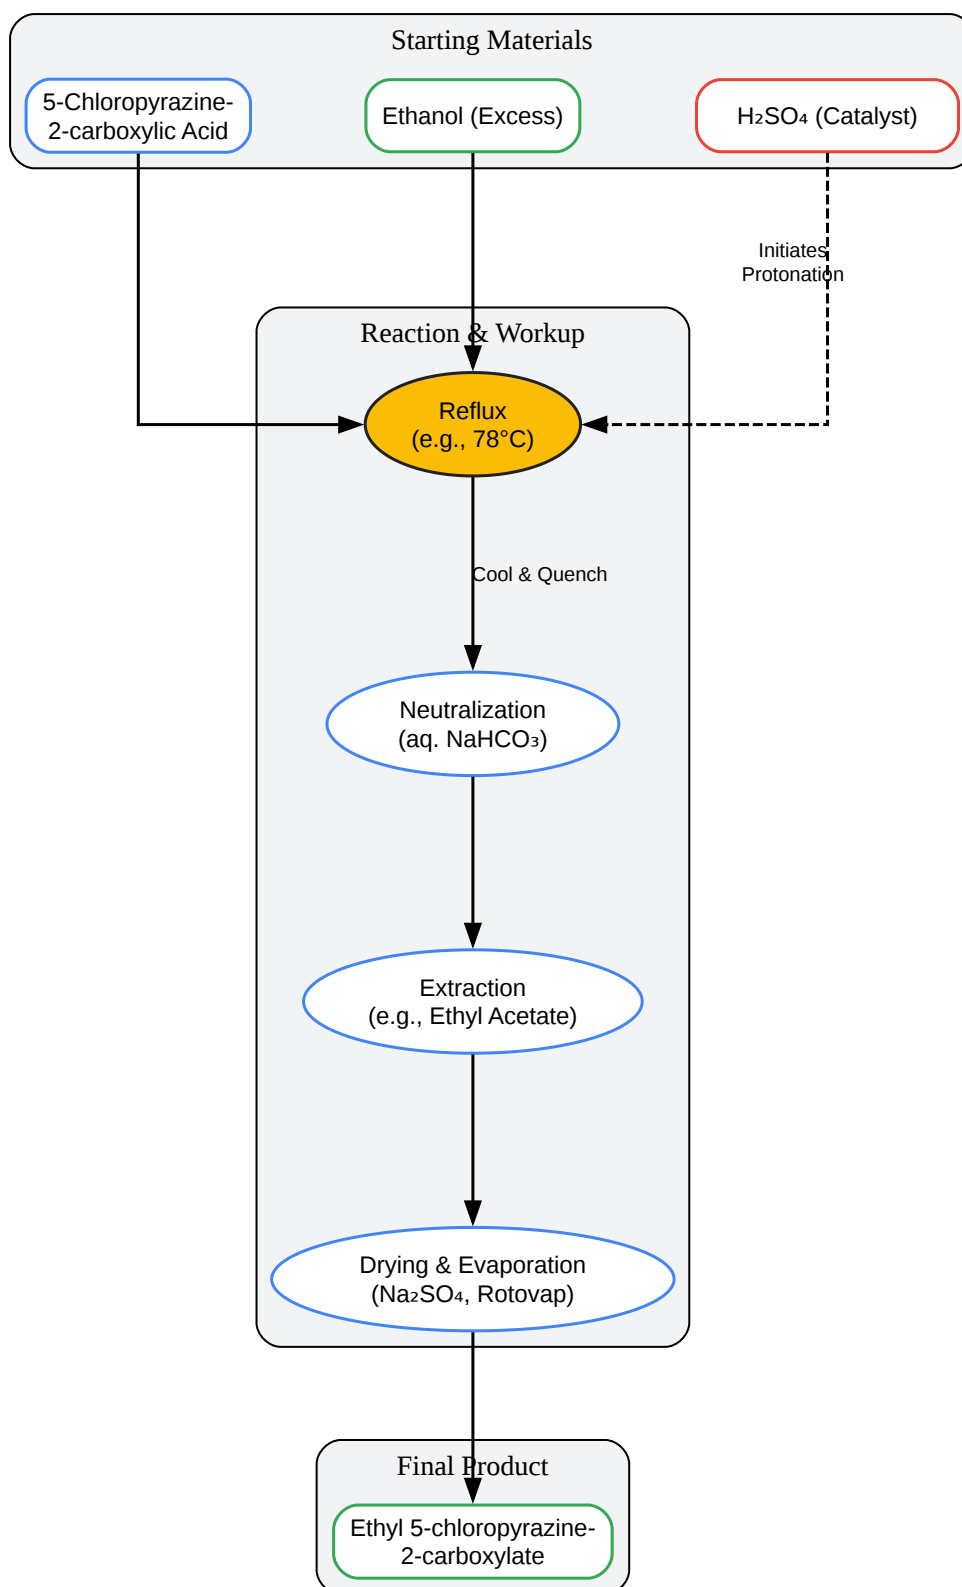 Starting Materials
5-Chloropyrazine-
2-carboxylic Acid
Ethanol (Excess)
H₂SO₄ (Catalyst)
Initiates
Protonation
Reaction & Workup
Reflux
(e.g., 78°C)
Cool & Quench
Neutralization
(aq. NaHCO₃)
Extraction
(e.g., Ethyl Acetate)
Drying & Evaporation
(Na₂SO₄, Rotovap)
Final Product
Ethyl 5-chloropyrazine-
2-carboxylate